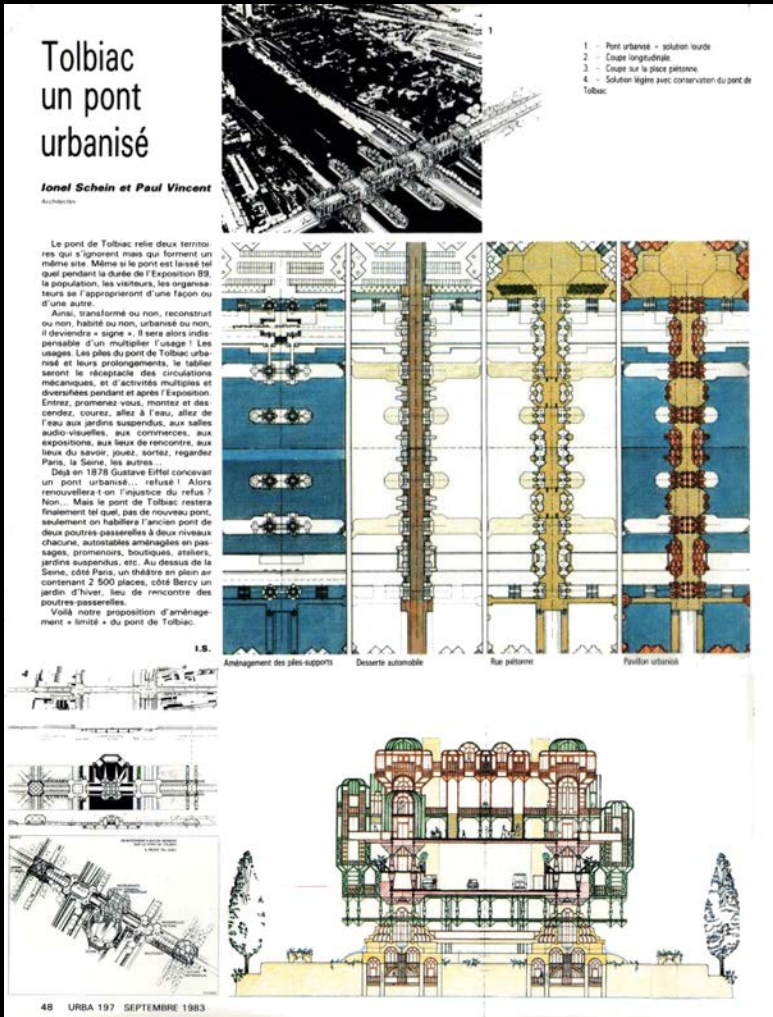 Tolbiac
un pont
urbanisé
Ionel Schein et Paul Vincent
Architectes
1
1. – Pont urbanisé – solution lourde
2. – Coupe longitudinale.
3. – Coupe sur la place piétonne.
4. – Solution légère avec conservation du pont de
Tolbiac.
Le pont de Tolbiac relie deux territoi-
res qui s'ignorent mais qui forment un
même site. Même si le pont est laissé tel
quel pendant la durée de l'Exposition 89,
la population, les visiteurs, les organisa-
teurs se l'approprieront d'une façon ou
d'une autre.
Ainsi, transformé ou non, reconstruit
ou non, habité ou non, urbanisé ou non,
il deviendra « signe ». Il sera alors indis-
pensable d'un multiplier l'usage ! Les
usages. Les piles du pont de Tolbiac urba-
nisé et leurs prolongements, le tablier
seront le réceptacle des circulations
mécaniques, et d'activités multiples et
diversifiées pendant et après l'Exposition.
Entrez, promenez-vous, montez et des-
cendez, courez, allez à l'eau, allez de
l'eau aux jardins suspendus, aux salles
audio-visuelles, aux commerces, aux
expositions, aux lieux de rencontre, aux
lieux du savoir, jouez, sortez, regardez
Paris, la Seine, les autres...
Déjà en 1878 Gustave Eiffel concevait
un pont urbanisé... refusé ! Alors
renouvellera-t-on l'injustice du refus ?
Non... Mais le pont de Tolbiac restera
finalement tel quel, pas de nouveau pont,
seulement on habillera l'ancien pont de
deux poutres-passerelles à deux niveaux
chacune, autostables aménagées en pas-
sages, promenoirs, boutiques, ateliers,
jardins suspendus, etc. Au dessus de la
Seine, côté Paris, un théâtre en plein air
contenant 2 500 places, côté Bercy un
jardin d'hiver, lieu de rencontre des
poutres-passerelles.
Voilà notre proposition d'aménage-
ment « limité » du pont de Tolbiac.
I.S.
Aménagement des piles-supports
Desserte automobile
Rue piétonne
Pavillon urbanisé
4
48 URBA 197 SEPTEMBRE 1983